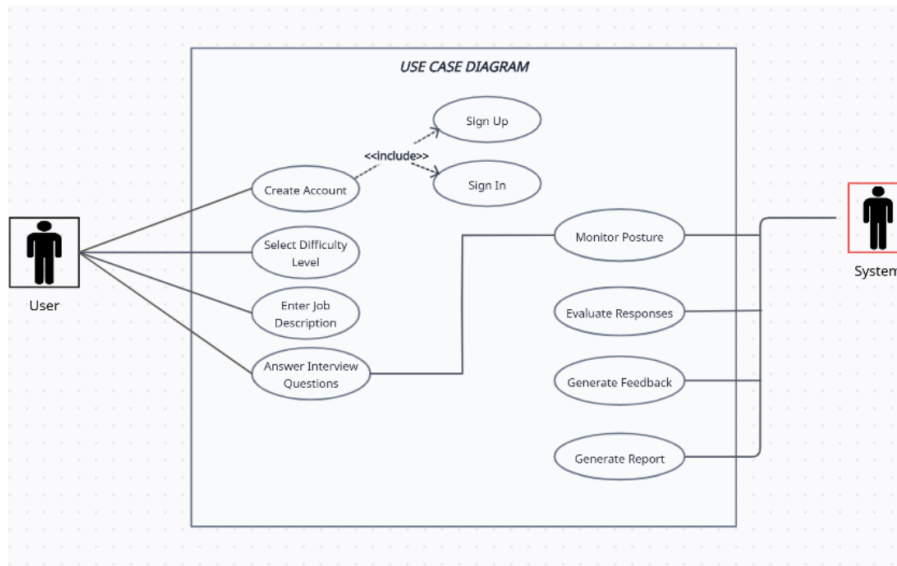 USE CASE DIAGRAM
Sign Up
<<include>>
Create Account
Sign In
Select Difficulty
Level
Monitor Posture
System
User
Enter Job
Description
Evaluate Responses
Answer Interview
Questions
Generate Feedback
Generate Report